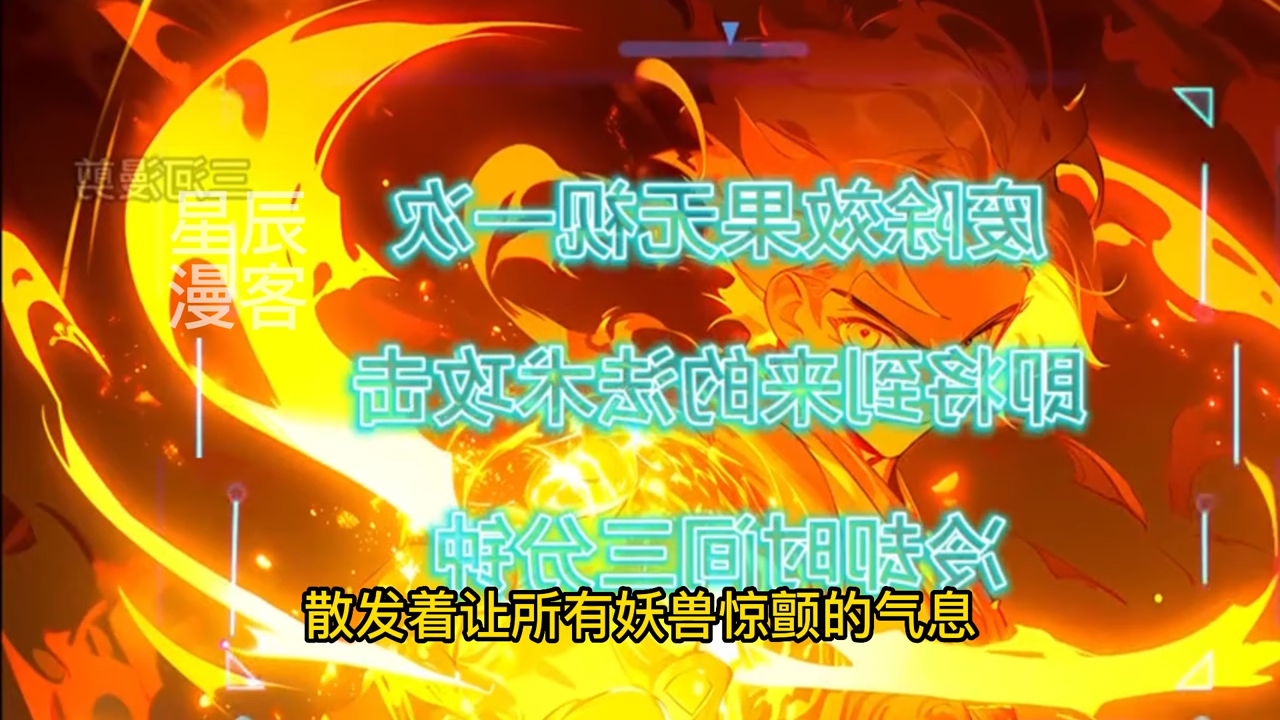 星辰
漫客
废除效果无视一次
即将到来的法术攻击
冷却时间三分钟
散发着让所有妖兽惊颤的气息